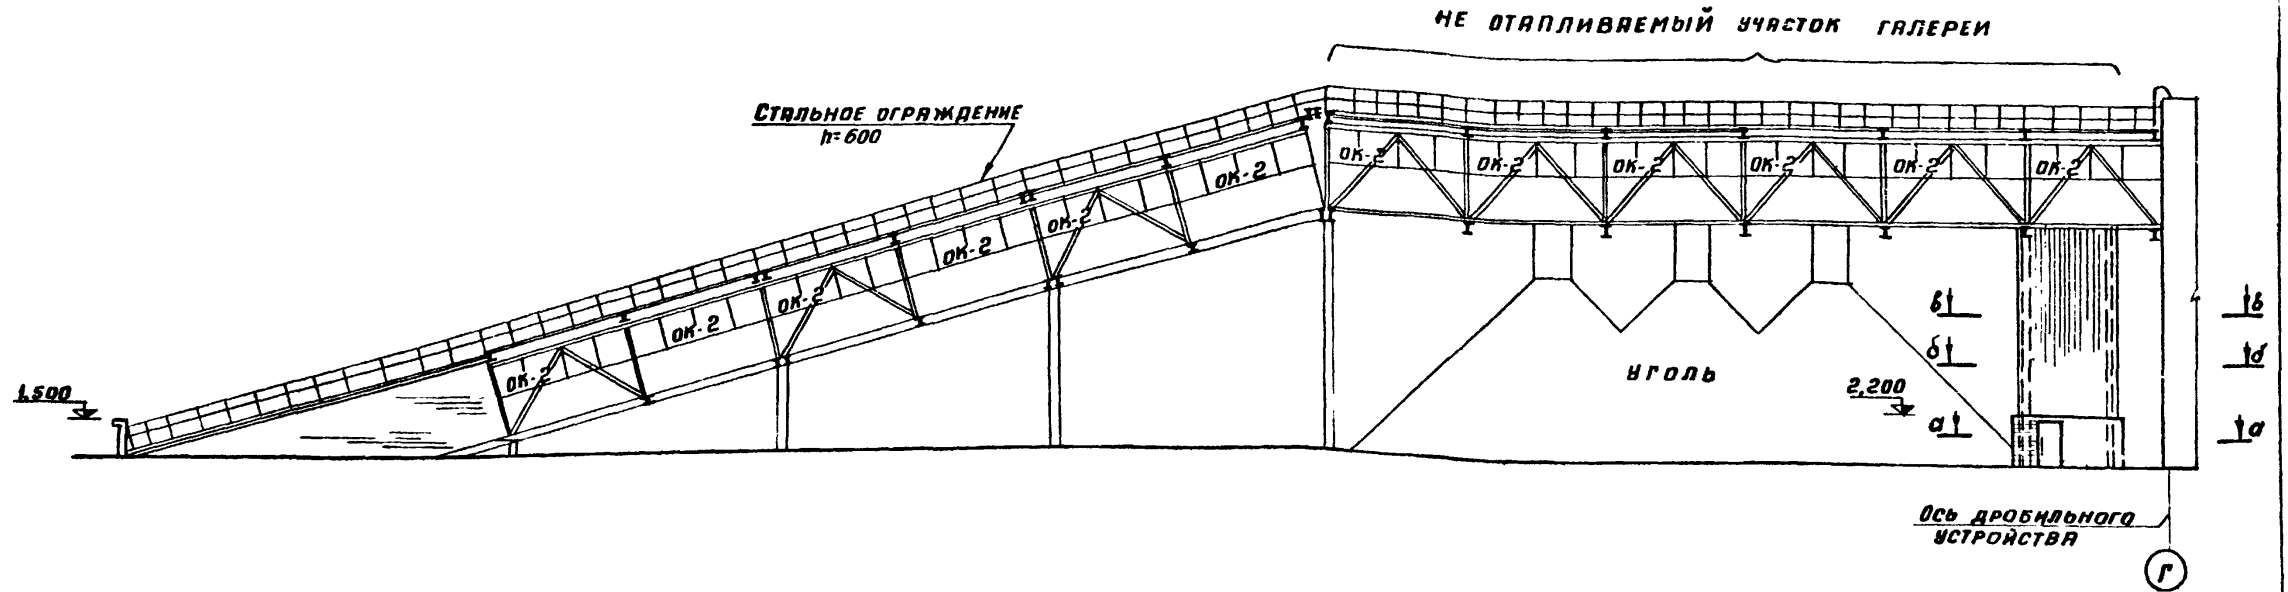 НЕ ОТАПЛИВАЕМЫЙ УЧАСТОК ГАЛЕРЕИ
СТАЛЬНОЕ ОГРАЖДЕНИЕ
h=600
ОК-2
ОК-2
ОК-2
ОК-2
ОК-2
ОК-2
ОК-2
ОК-2
ОК-2
ОК-2
ОК-2
ОК-2
1,500
в
в
б
б
УГОЛЬ
2,200
а
а
ОСЬ ДРОБИЛЬНОГО
УСТРОЙСТВА
Г